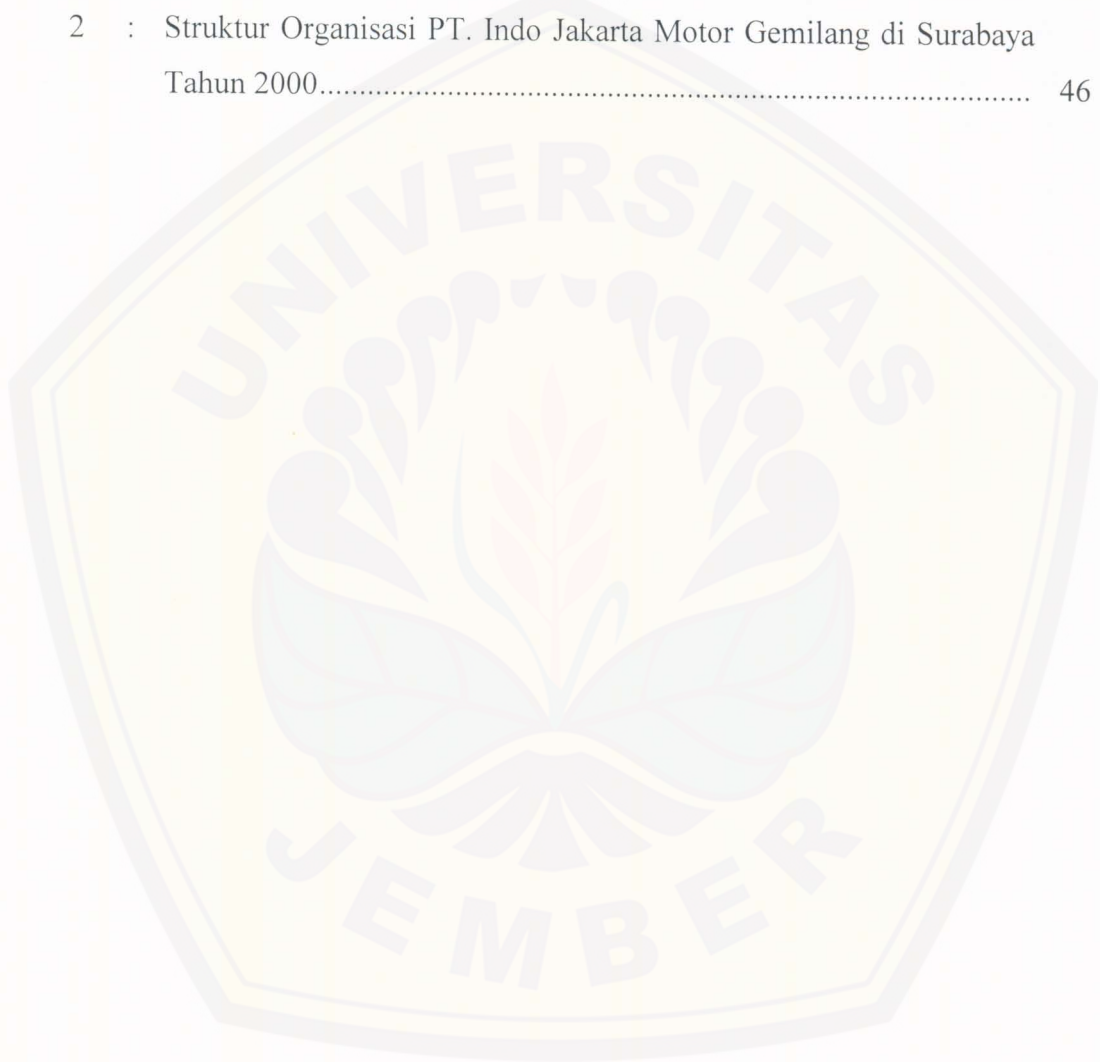 2 : Struktur Organisasi PT. Indo Jakarta Motor Gemilang di Surabaya
Tahun 2000.......................................................................................... 46
UNIVERSITAS
JEMBER